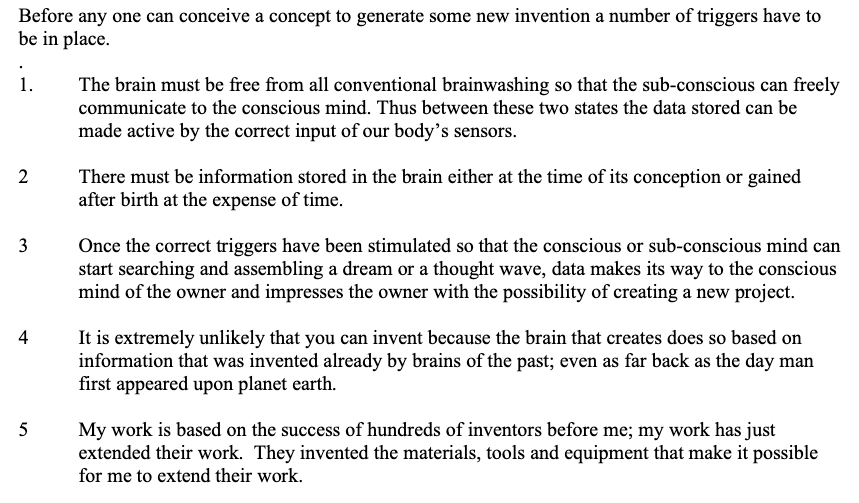 Before any one can conceive a concept to generate some new invention a number of triggers have to
be in place.
.
1. The brain must be free from all conventional brainwashing so that the sub-conscious can freely
communicate to the conscious mind. Thus between these two states the data stored can be
made active by the correct input of our body’s sensors.
2 There must be information stored in the brain either at the time of its conception or gained
after birth at the expense of time.
3 Once the correct triggers have been stimulated so that the conscious or sub-conscious mind can
start searching and assembling a dream or a thought wave, data makes its way to the conscious
mind of the owner and impresses the owner with the possibility of creating a new project.
4 It is extremely unlikely that you can invent because the brain that creates does so based on
information that was invented already by brains of the past; even as far back as the day man
first appeared upon planet earth.
5 My work is based on the success of hundreds of inventors before me; my work has just
extended their work.  They invented the materials, tools and equipment that make it possible
for me to extend their work.